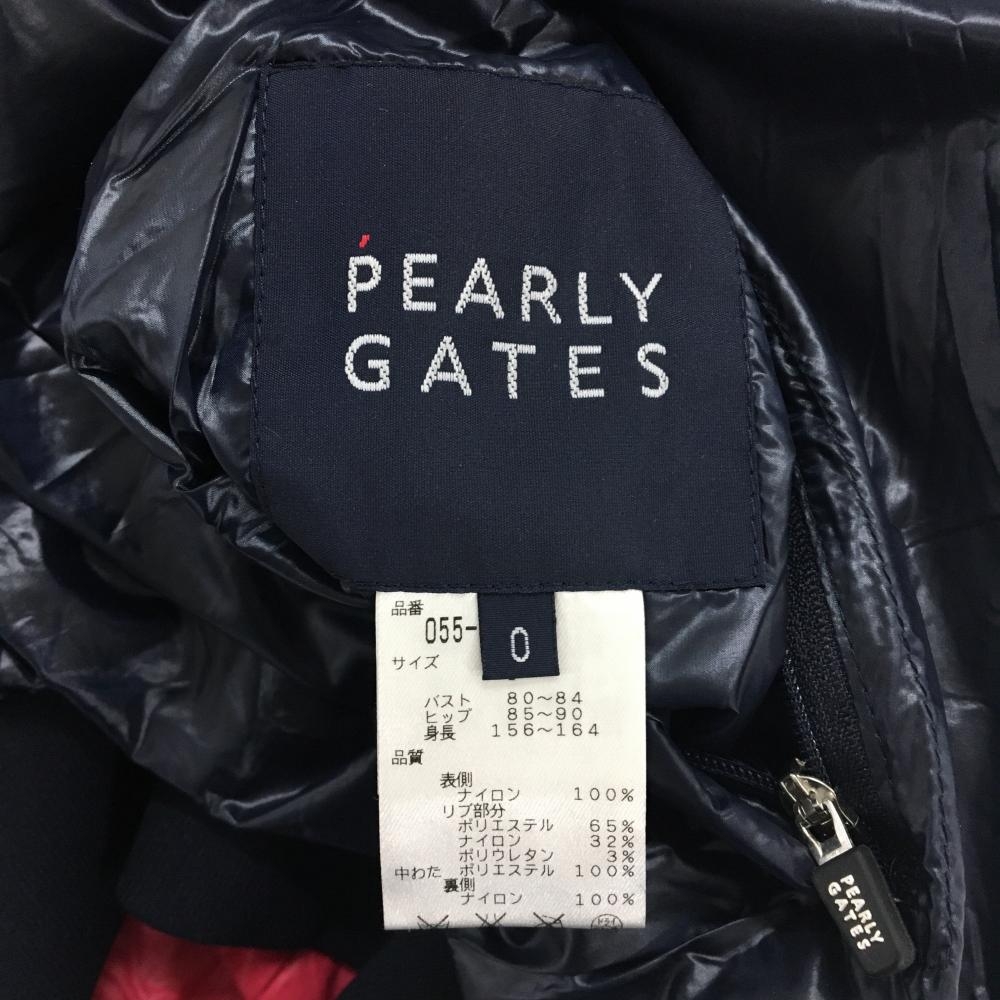 PEARLY
GATES
品番
055-
0
サイズ
バスト 80～84
ヒップ 85～90
身長 156～164
品質
表側
ナイロン 100%
リブ部分
ポリエステル 65%
ナイロン 32%
ポリウレタン 3%
中わた ポリエステル 100%
裏側
ナイロン 100%
ドライ
PEARLY
GATES